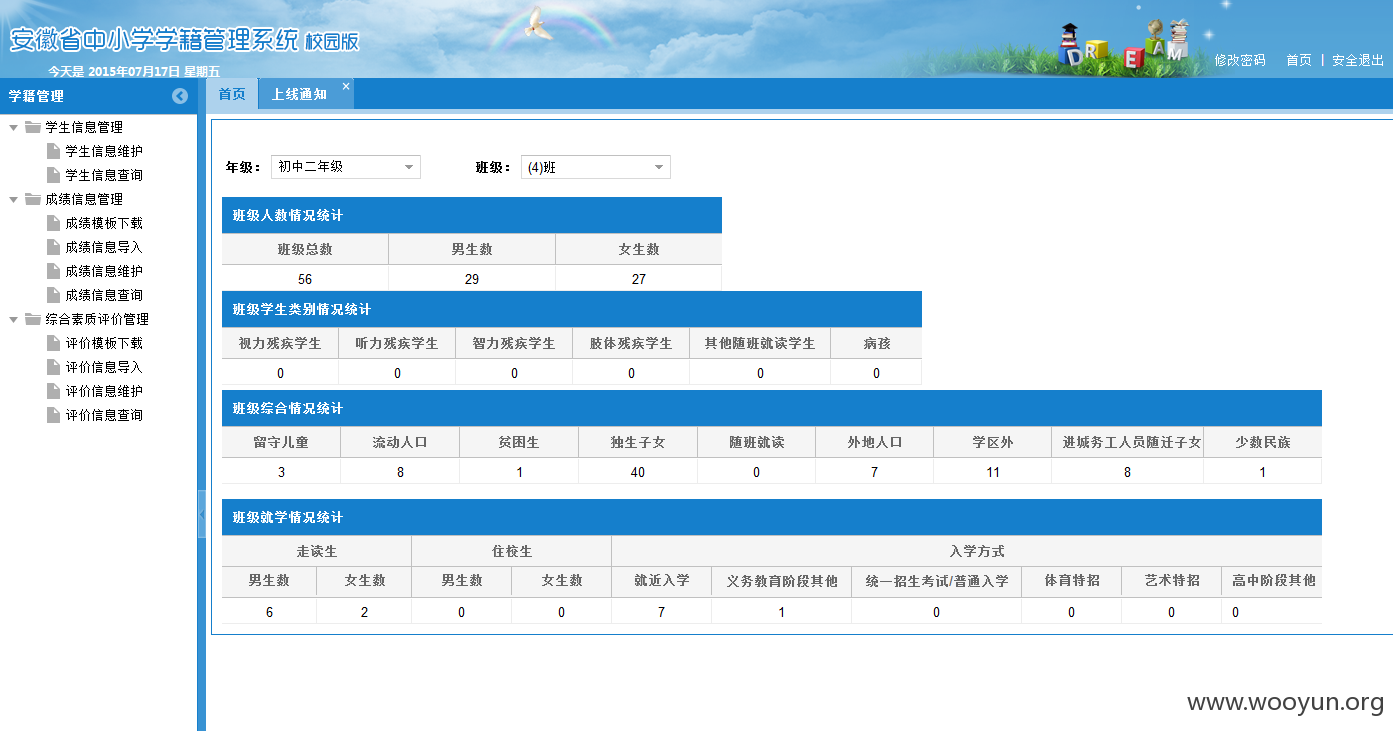 安徽省中小学学籍管理系统 校园版
今天是 2015年07月17日 星期五
DREAM
修改密码 首页 | 安全退出
学籍管理
首页 上线通知
学生信息管理
学生信息维护
学生信息查询
成绩信息管理
成绩模板下载
成绩信息导入
成绩信息维护
成绩信息查询
综合素质评价管理
评价模板下载
评价信息导入
评价信息维护
评价信息查询
年级： 初中二年级 班级： (4)班
班级人数情况统计
班级总数 男生数 女生数
56 29 27
班级学生类别情况统计
视力残疾学生 听力残疾学生 智力残疾学生 肢体残疾学生 其他随班就读学生 病孩
0 0 0 0 0 0
班级综合情况统计
留守儿童 流动人口 贫困生 独生子女 随班就读 外地人口 学区外 进城务工人员随迁子女 少数民族
3 8 1 40 0 7 11 8 1
班级就学情况统计
走读生 住校生 入学方式
男生数 女生数 男生数 女生数 就近入学 义务教育阶段其他 统一招生考试/普通入学 体育特招 艺术特招 高中阶段其他
6 2 0 0 7 1 0 0 0 0
www.wooyun.org